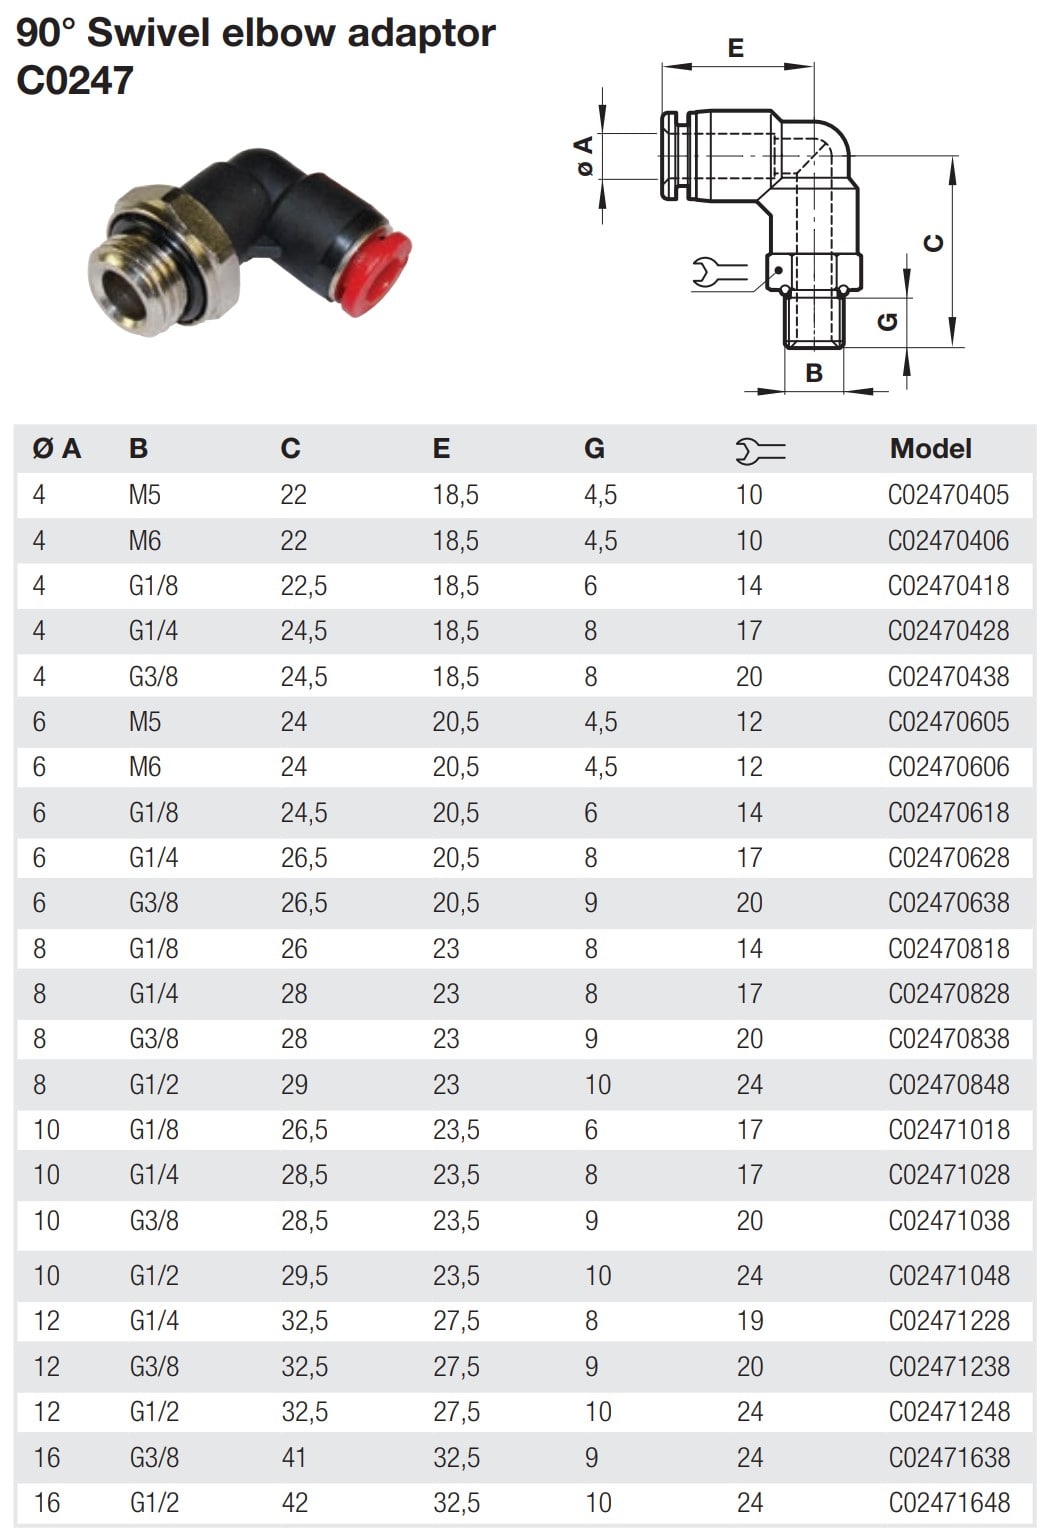 90° Swivel elbow adaptor
C0247
E
ø A
C
G
B
Ø A B C E G Model
4 M5 22 18,5 4,5 10 C02470405
4 M6 22 18,5 4,5 10 C02470406
4 G1/8 22,5 18,5 6 14 C02470418
4 G1/4 24,5 18,5 8 17 C02470428
4 G3/8 24,5 18,5 8 20 C02470438
6 M5 24 20,5 4,5 12 C02470605
6 M6 24 20,5 4,5 12 C02470606
6 G1/8 24,5 20,5 6 14 C02470618
6 G1/4 26,5 20,5 8 17 C02470628
6 G3/8 26,5 20,5 9 20 C02470638
8 G1/8 26 23 8 14 C02470818
8 G1/4 28 23 8 17 C02470828
8 G3/8 28 23 9 20 C02470838
8 G1/2 29 23 10 24 C02470848
10 G1/8 26,5 23,5 6 17 C02471018
10 G1/4 28,5 23,5 8 17 C02471028
10 G3/8 28,5 23,5 9 20 C02471038
10 G1/2 29,5 23,5 10 24 C02471048
12 G1/4 32,5 27,5 8 19 C02471228
12 G3/8 32,5 27,5 9 20 C02471238
12 G1/2 32,5 27,5 10 24 C02471248
16 G3/8 41 32,5 9 24 C02471638
16 G1/2 42 32,5 10 24 C02471648